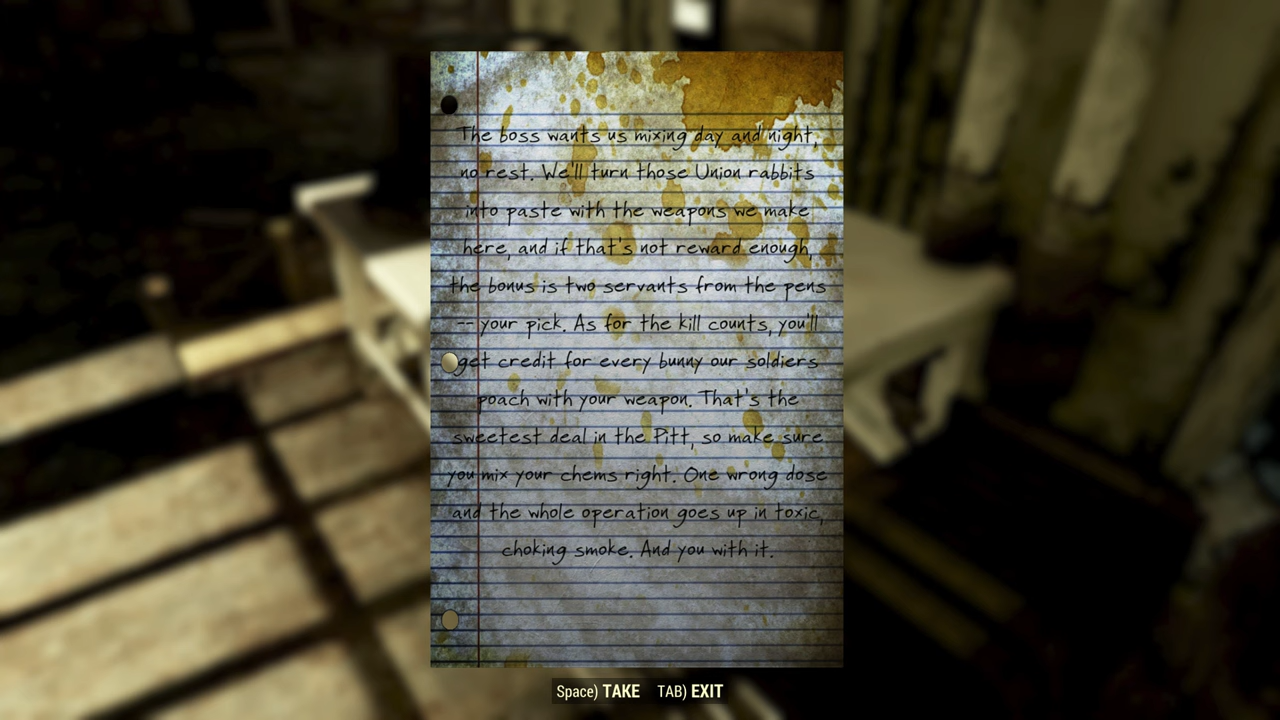 The boss wants us mixing day and night,
no rest. We'll turn those Union rabbits
into paste with the weapons we make
here, and if that's not reward enough,
the bonus is two servants from the pens
-- your pick. As for the kill counts, you'll
get credit for every bunny our soldiers
poach with your weapon. That's the
sweetest deal in the Pitt, so make sure
you mix your chems right. One wrong dose
and the whole operation goes up in toxic,
choking smoke. And you with it.
Space) TAKE TAB) EXIT